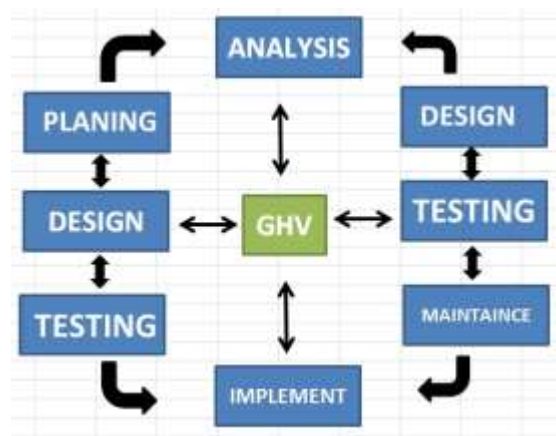 ANALYSIS
PLANING
DESIGN
DESIGN
GHV
TESTING
TESTING
MAINTAINCE
IMPLEMENT